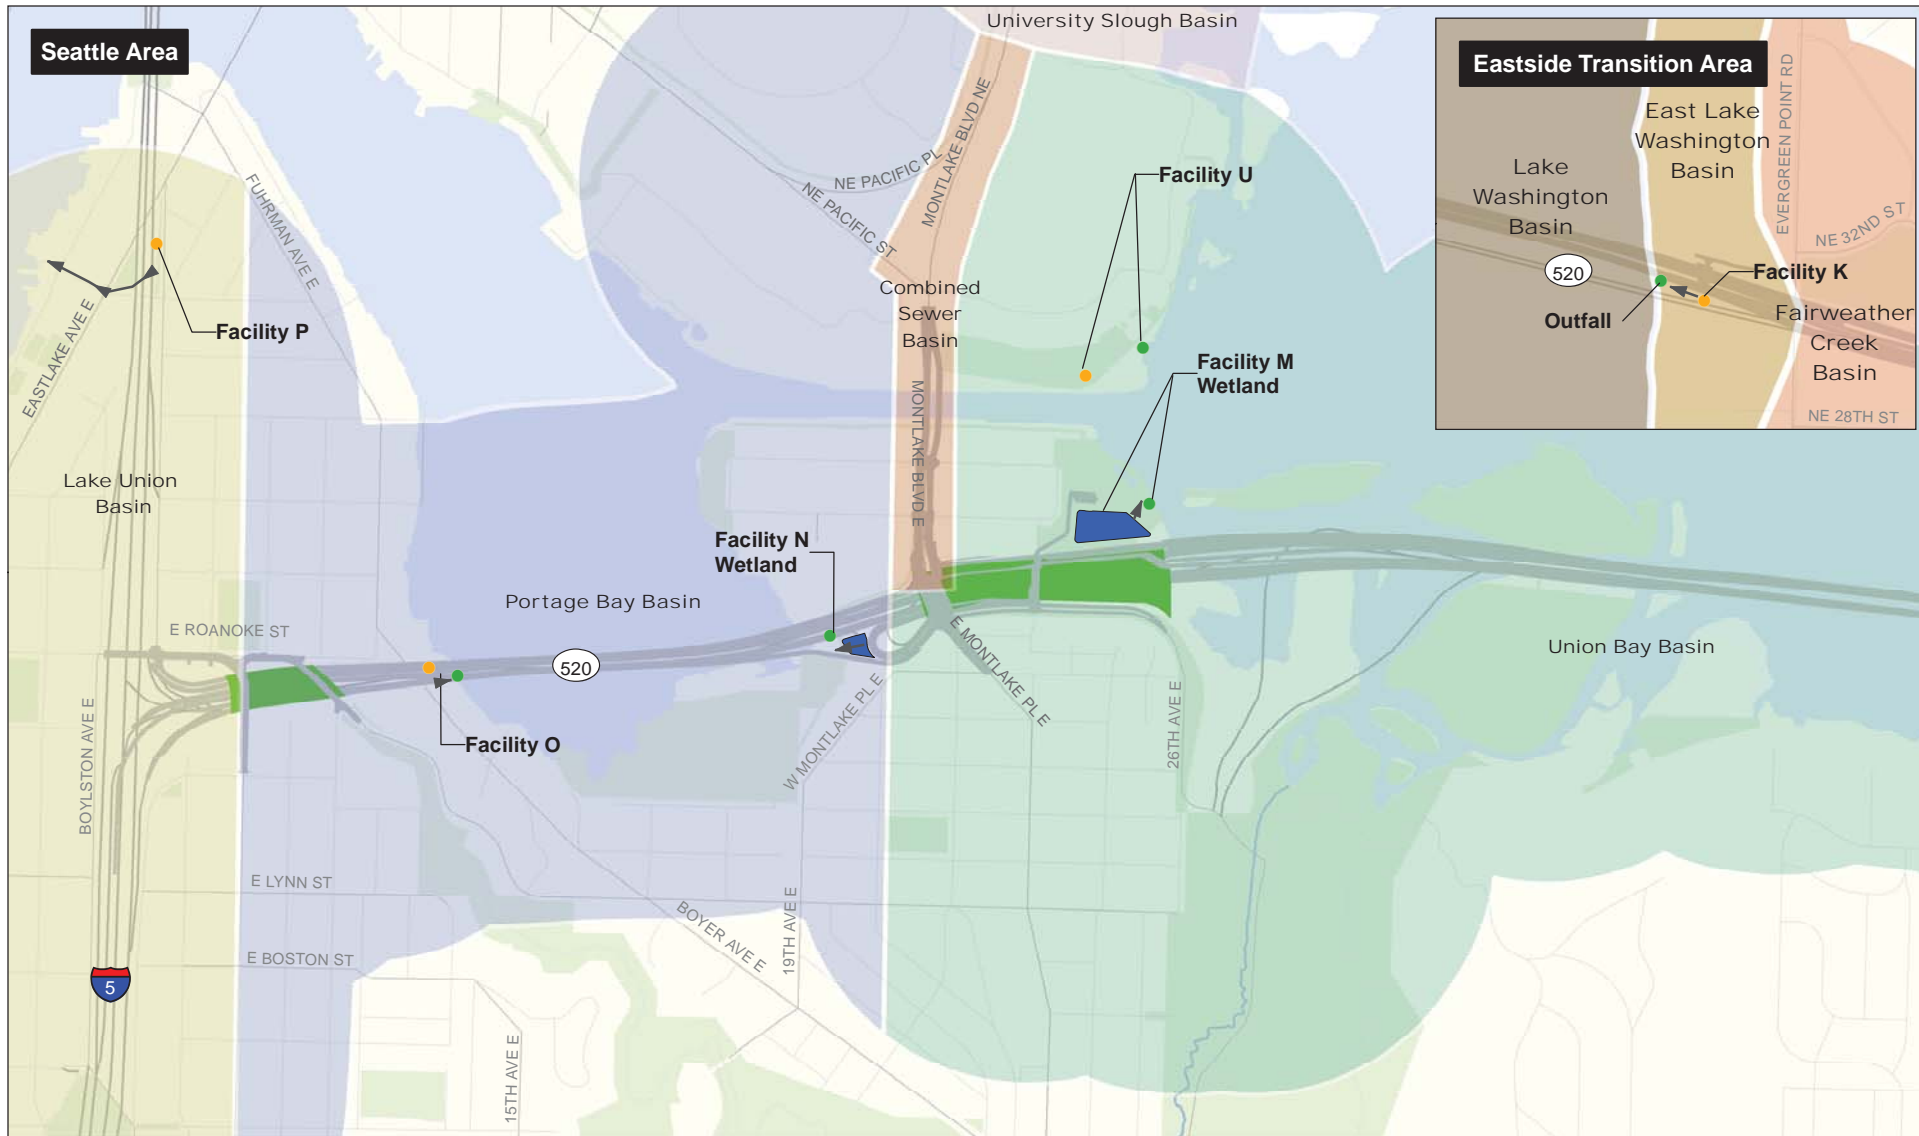 Seattle Area
University Slough Basin
Eastside Transition Area
EVERGREEN POINT RD
East Lake
Washington
Basin
Lake
Washington
Basin
NE 32ND ST
520
Facility K
Outfall
Fairweather
Creek
Basin
NE 28TH ST
MONTLAKE BLVD NE
NE PACIFIC PL
NE PACIFIC ST
FUHRMAN AVE E
Facility U
Combined
Sewer
Basin
Facility P
EASTLAKE AVE E
Facility M
Wetland
MONTLAKE BLVD E
Lake Union
Basin
Facility N
Wetland
Portage Bay Basin
E ROANOKE ST
520
E MONTLAKE PL E
Union Bay Basin
W MONTLAKE PL E
26TH AVE E
Facility O
BOYLSTON AVE E
E LYNN ST
BOYER AVE E
19TH AVE E
E BOSTON ST
5
15TH AVE E